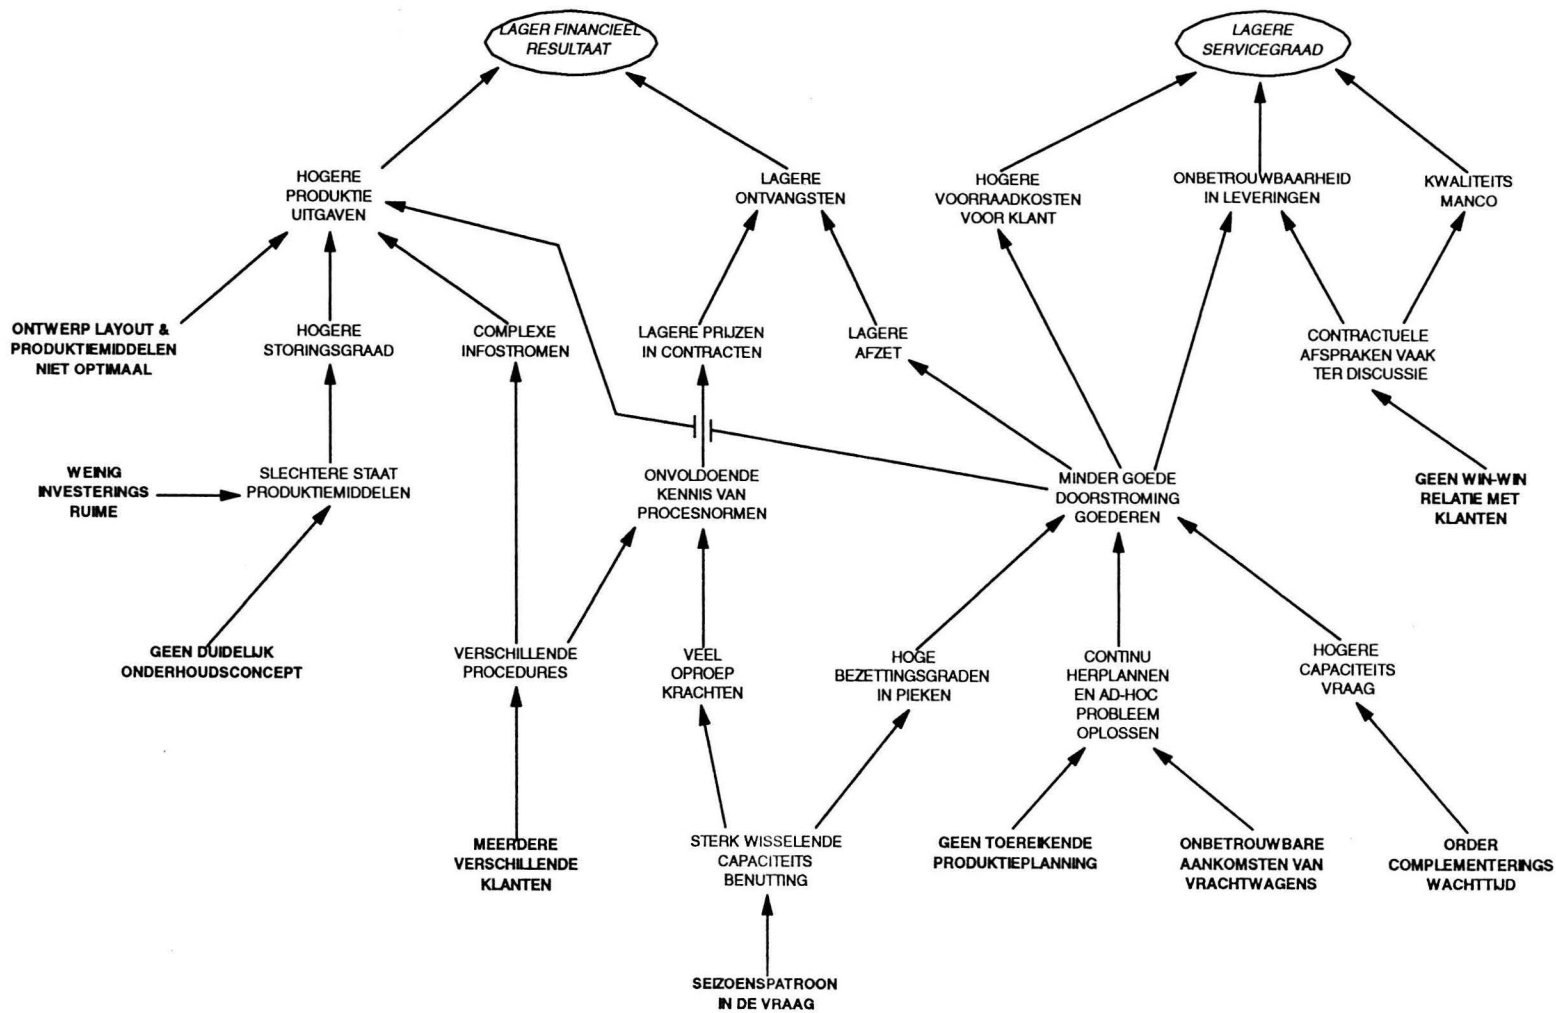 LAGER FINANCIEEL
RESULTAAT
LAGERE
SERVICEGRAAD
HOGERE
PRODUKTIE
UITGAVEN
LAGERE
ONTVANGSTEN
HOGERE
VOORRAADKOSTEN
VOOR KLANT
ONBETROUWBAARHEID
IN LEVERINGEN
KWALITEITS
MANCO
ONTWERP LAYOUT &
PRODUKTIEMIDDELEN
NIET OPTIMAAL
HOGERE
STORINGSGRAAD
COMPLEXE
INFOSTROMEN
LAGERE PRIJZEN
IN CONTRACTEN
LAGERE
AFZET
CONTRACTUELE
AFSPRAKEN VAAK
TER DISCUSSIE
WEINIG
INVESTERINGS
RUIME
SLECHTERE STAAT
PRODUKTIEMIDDELEN
ONVOLDOENDE
KENNIS VAN
PROCESNORMEN
MINDER GOEDE
DOORSTROMING
GOEDEREN
GEEN WIN-WIN
RELATIE MET
KLANTEN
GEEN DUIDELIJK
ONDERHOUDSCONCEPT
VERSCHILLENDE
PROCEDURES
VEEL
OPROEP
KRACHTEN
HOGE
BEZETTINGSGRADEN
IN PIEKEN
CONTINU
HERPLANNEN
EN AD-HOC
PROBLEEM
OPLOSSEN
HOGERE
CAPACITEITS
VRAAG
MEERDERE
VERSCHILLENDE
KLANTEN
STERK WISSELENDE
CAPACITEITS
BENUTTING
GEEN TOEREIKENDE
PRODUKTIEPLANNING
ONBETROUWBARE
AANKOMSTEN VAN
VRACHTWAGENS
ORDER
COMPLEMENTERINGS
WACHTTIJD
SEIZOENSPATROON
IN DE VRAAG